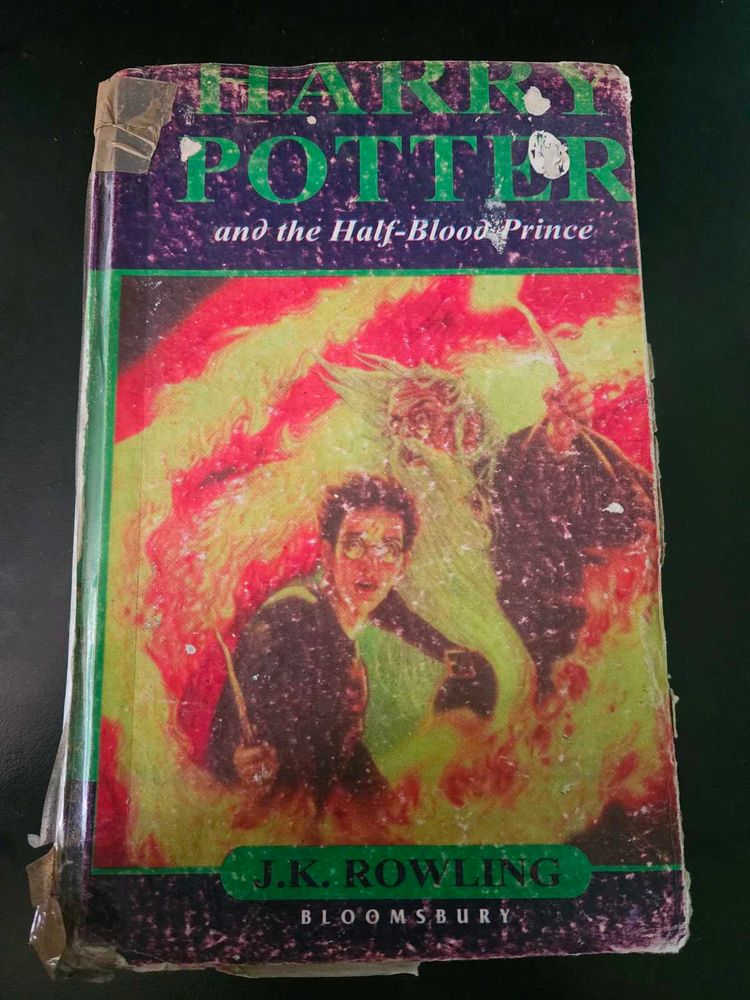 HARRY
POTTER
and the Half-Blood Prince
J.K. ROWLING
BLOOMSBURY